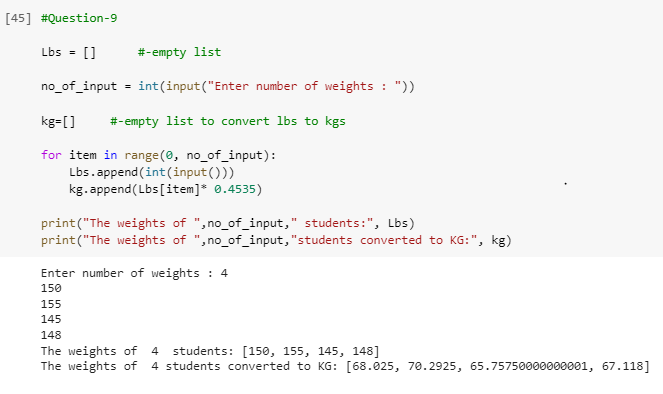 [45] #Question-9
Lbs = []      #-empty list
no_of_input = int(input("Enter number of weights : "))
kg=[]     #-empty list to convert lbs to kgs
for item in range(0, no_of_input):
    Lbs.append(int(input()))
    kg.append(Lbs[item]* 0.4535)
print("The weights of ",no_of_input," students:", Lbs)
print("The weights of ",no_of_input,"students converted to KG:", kg)
Enter number of weights : 4
150
155
145
148
The weights of  4  students: [150, 155, 145, 148]
The weights of  4 students converted to KG: [68.025, 70.2925, 65.75750000000001, 67.118]